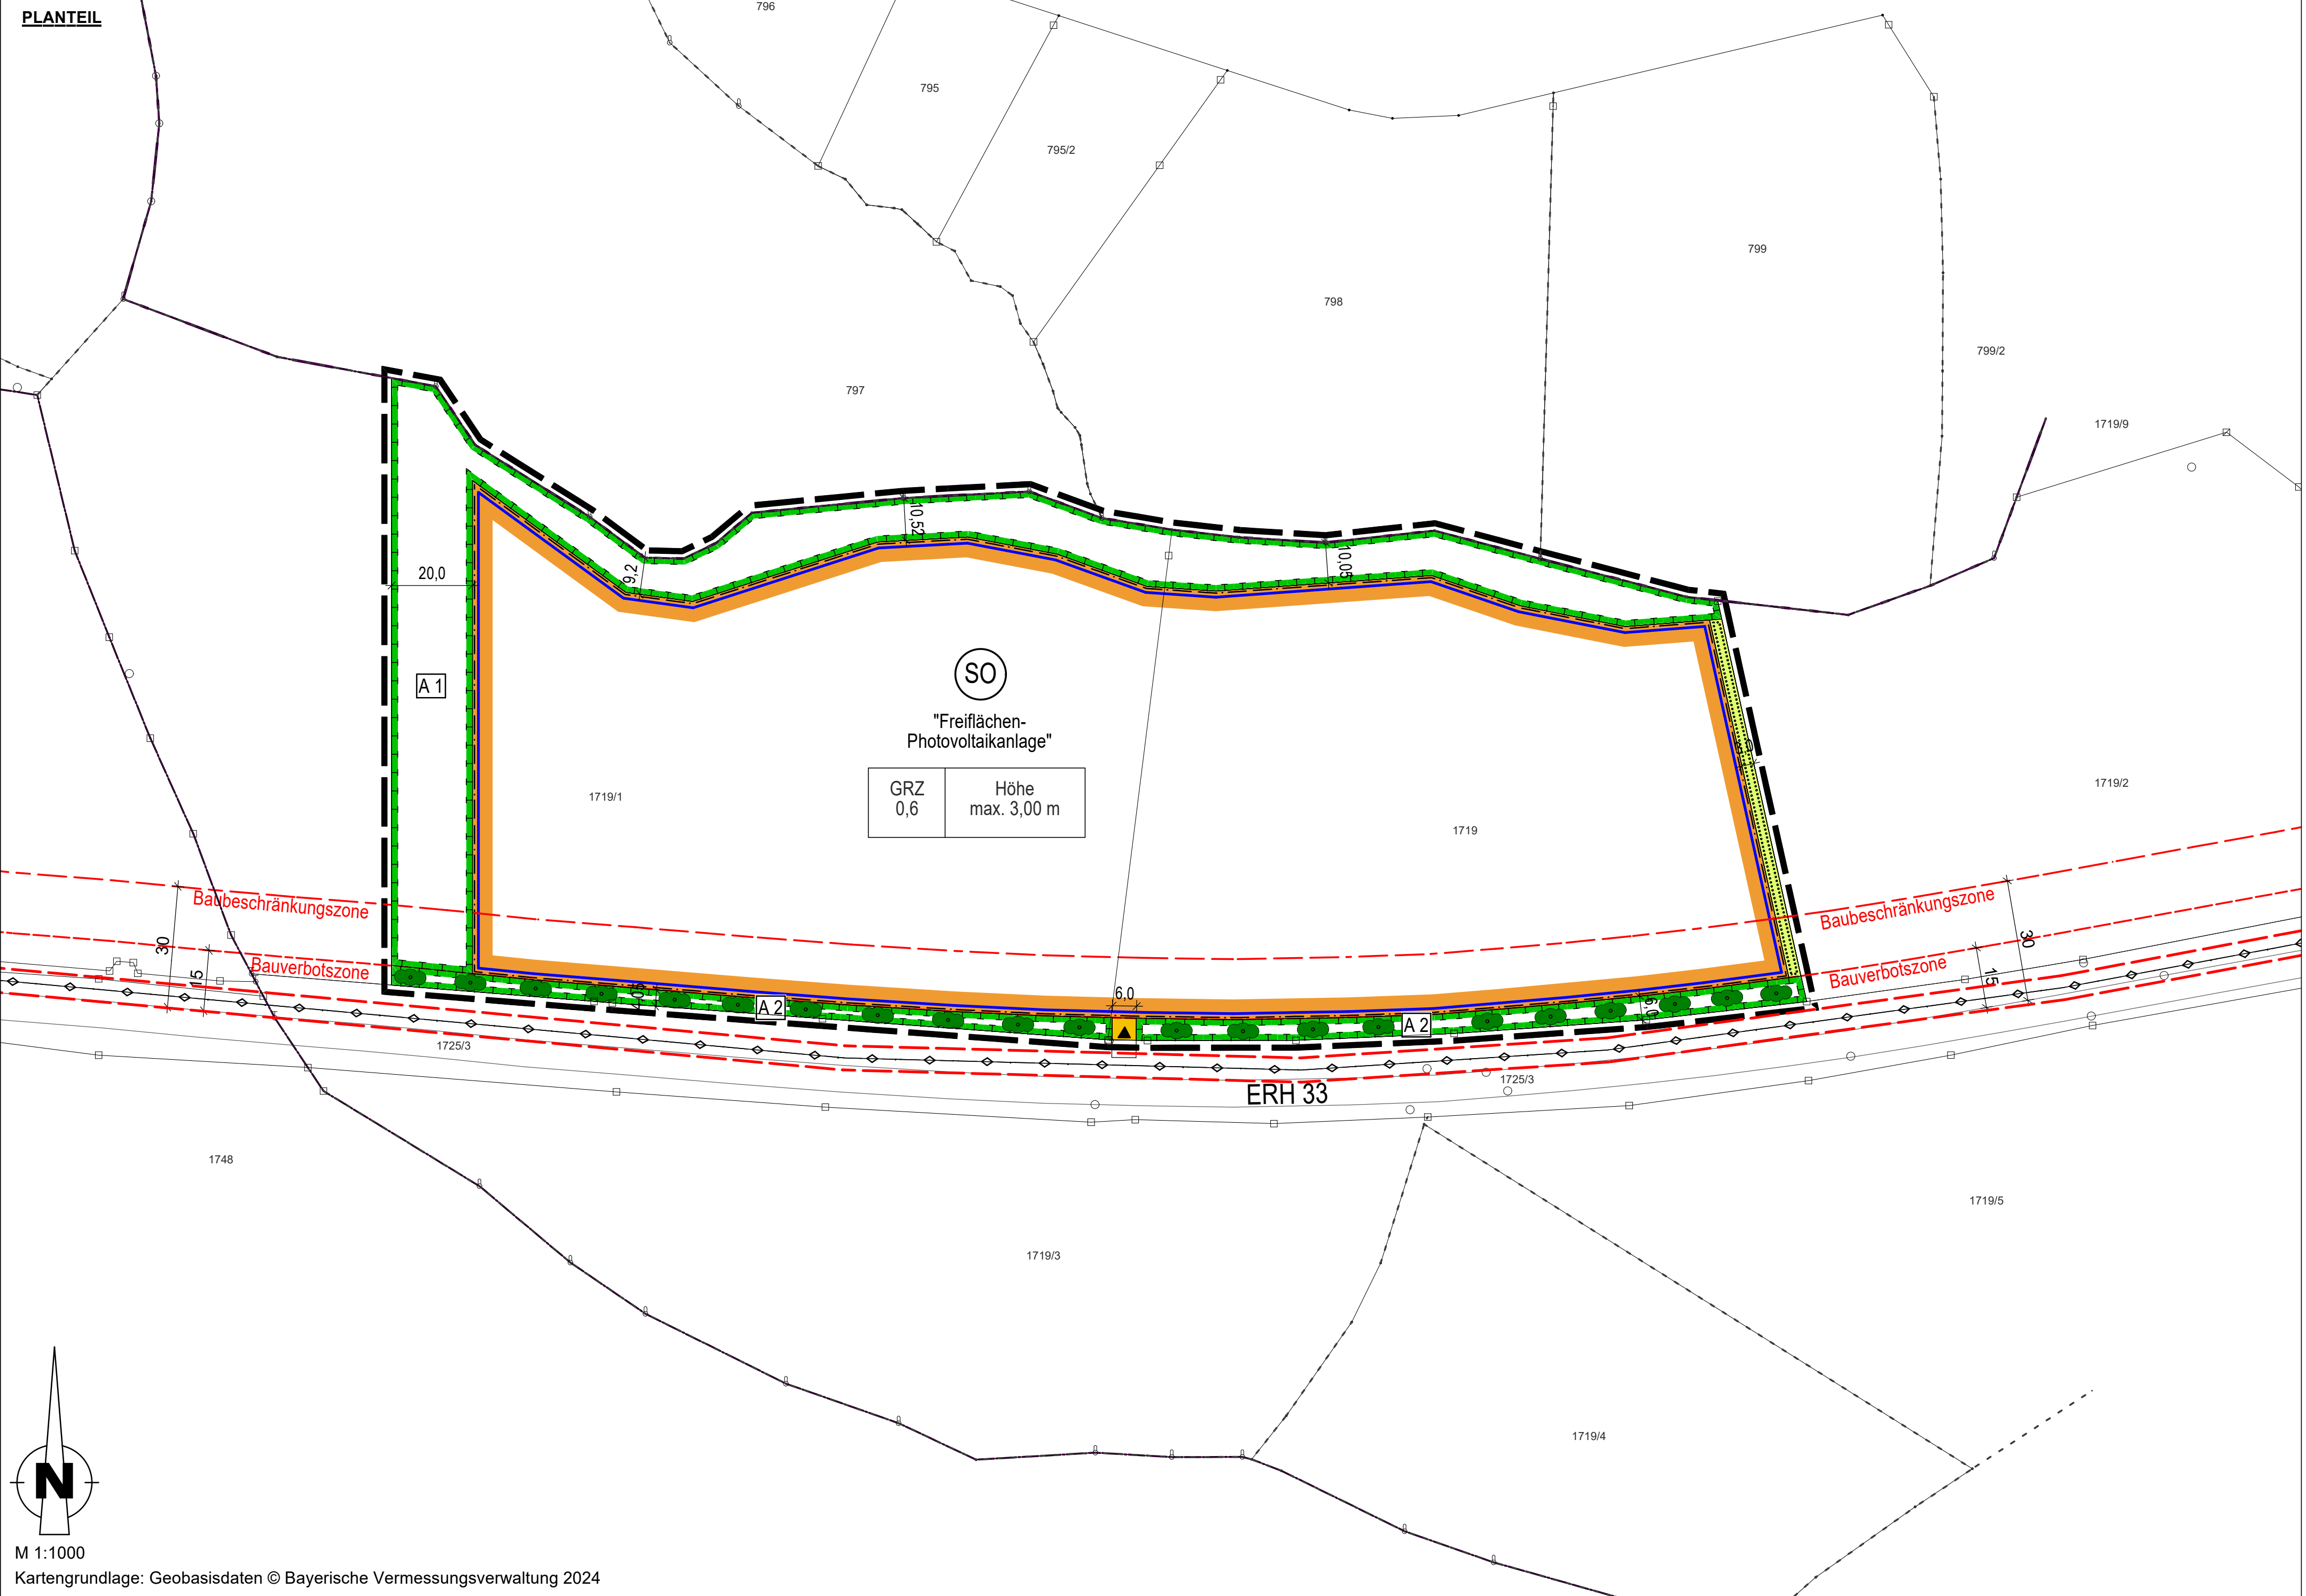 PLANTEIL
796
795
795/2
799
798
799/2
797
1719/9
10,52
10,05
9,2
20,0
SO
A 1
"Freiflächen-
Photovoltaikanlage"
GRZ
0,6
Höhe
max. 3,00 m
1719/1
1719
1719/2
Baubeschränkungszone
Baubeschränkungszone
30
15
Bauverbotszone
Bauverbotszone
30
15
6,0
A 2
A 2
1725/3
1725/3
ERH 33
1748
1719/3
1719/5
1719/4
N
M 1:1000
Kartengrundlage: Geobasisdaten © Bayerische Vermessungsverwaltung 2024